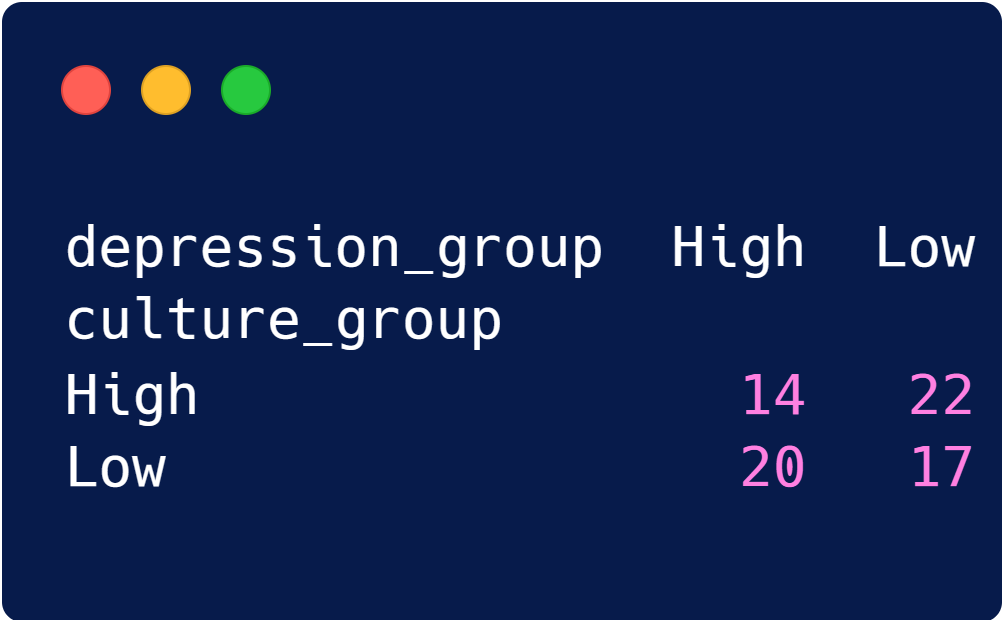 depression_group  High  Low
culture_group
High                14   22
Low                 20   17